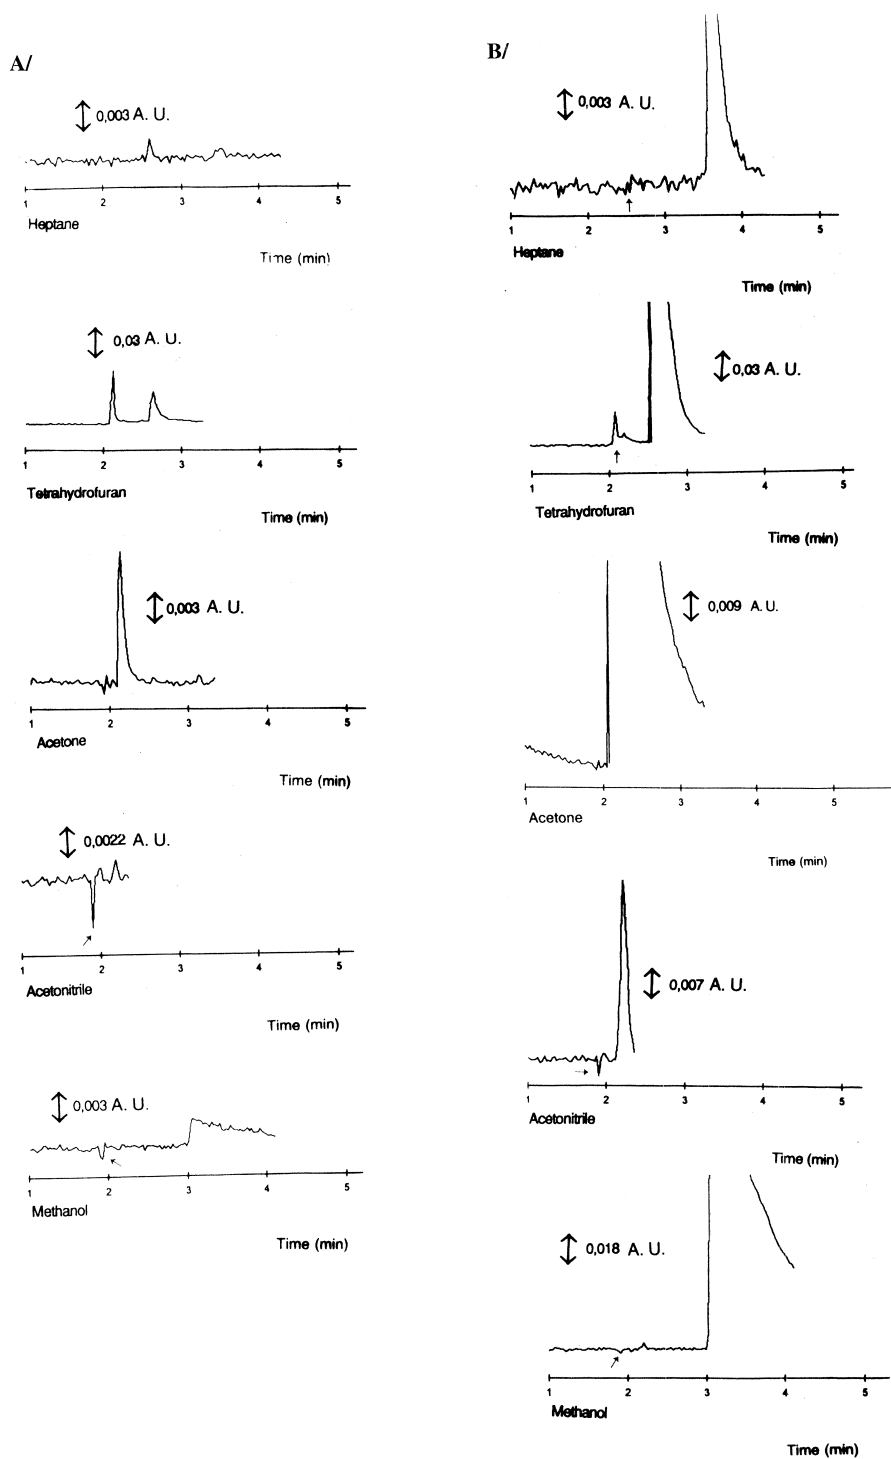 A/
0,003 A. U.
1 2 3 4 5
Heptane
Time (min)
0,03 A. U.
1 2 3 4 5
Tetrahydrofuran
Time (min)
0,003 A. U.
1 2 3 4 5
Acetone
Time (min)
0,0022 A. U.
1 2 3 4 5
Acetonitrile
Time (min)
0,003 A. U.
1 2 3 4 5
Methanol
Time (min)
B/
0,003 A. U.
1 2 3 4 5
Heptane
Time (min)
0,03 A. U.
1 2 3 4 5
Tetrahydrofuran
Time (min)
0,009 A. U.
1 2 3 4 5
Acetone
Time (min)
0,007 A. U.
1 2 3 4 5
Acetonitrile
Time (min)
0,018 A. U.
1 2 3 4 5
Methanol
Time (min)